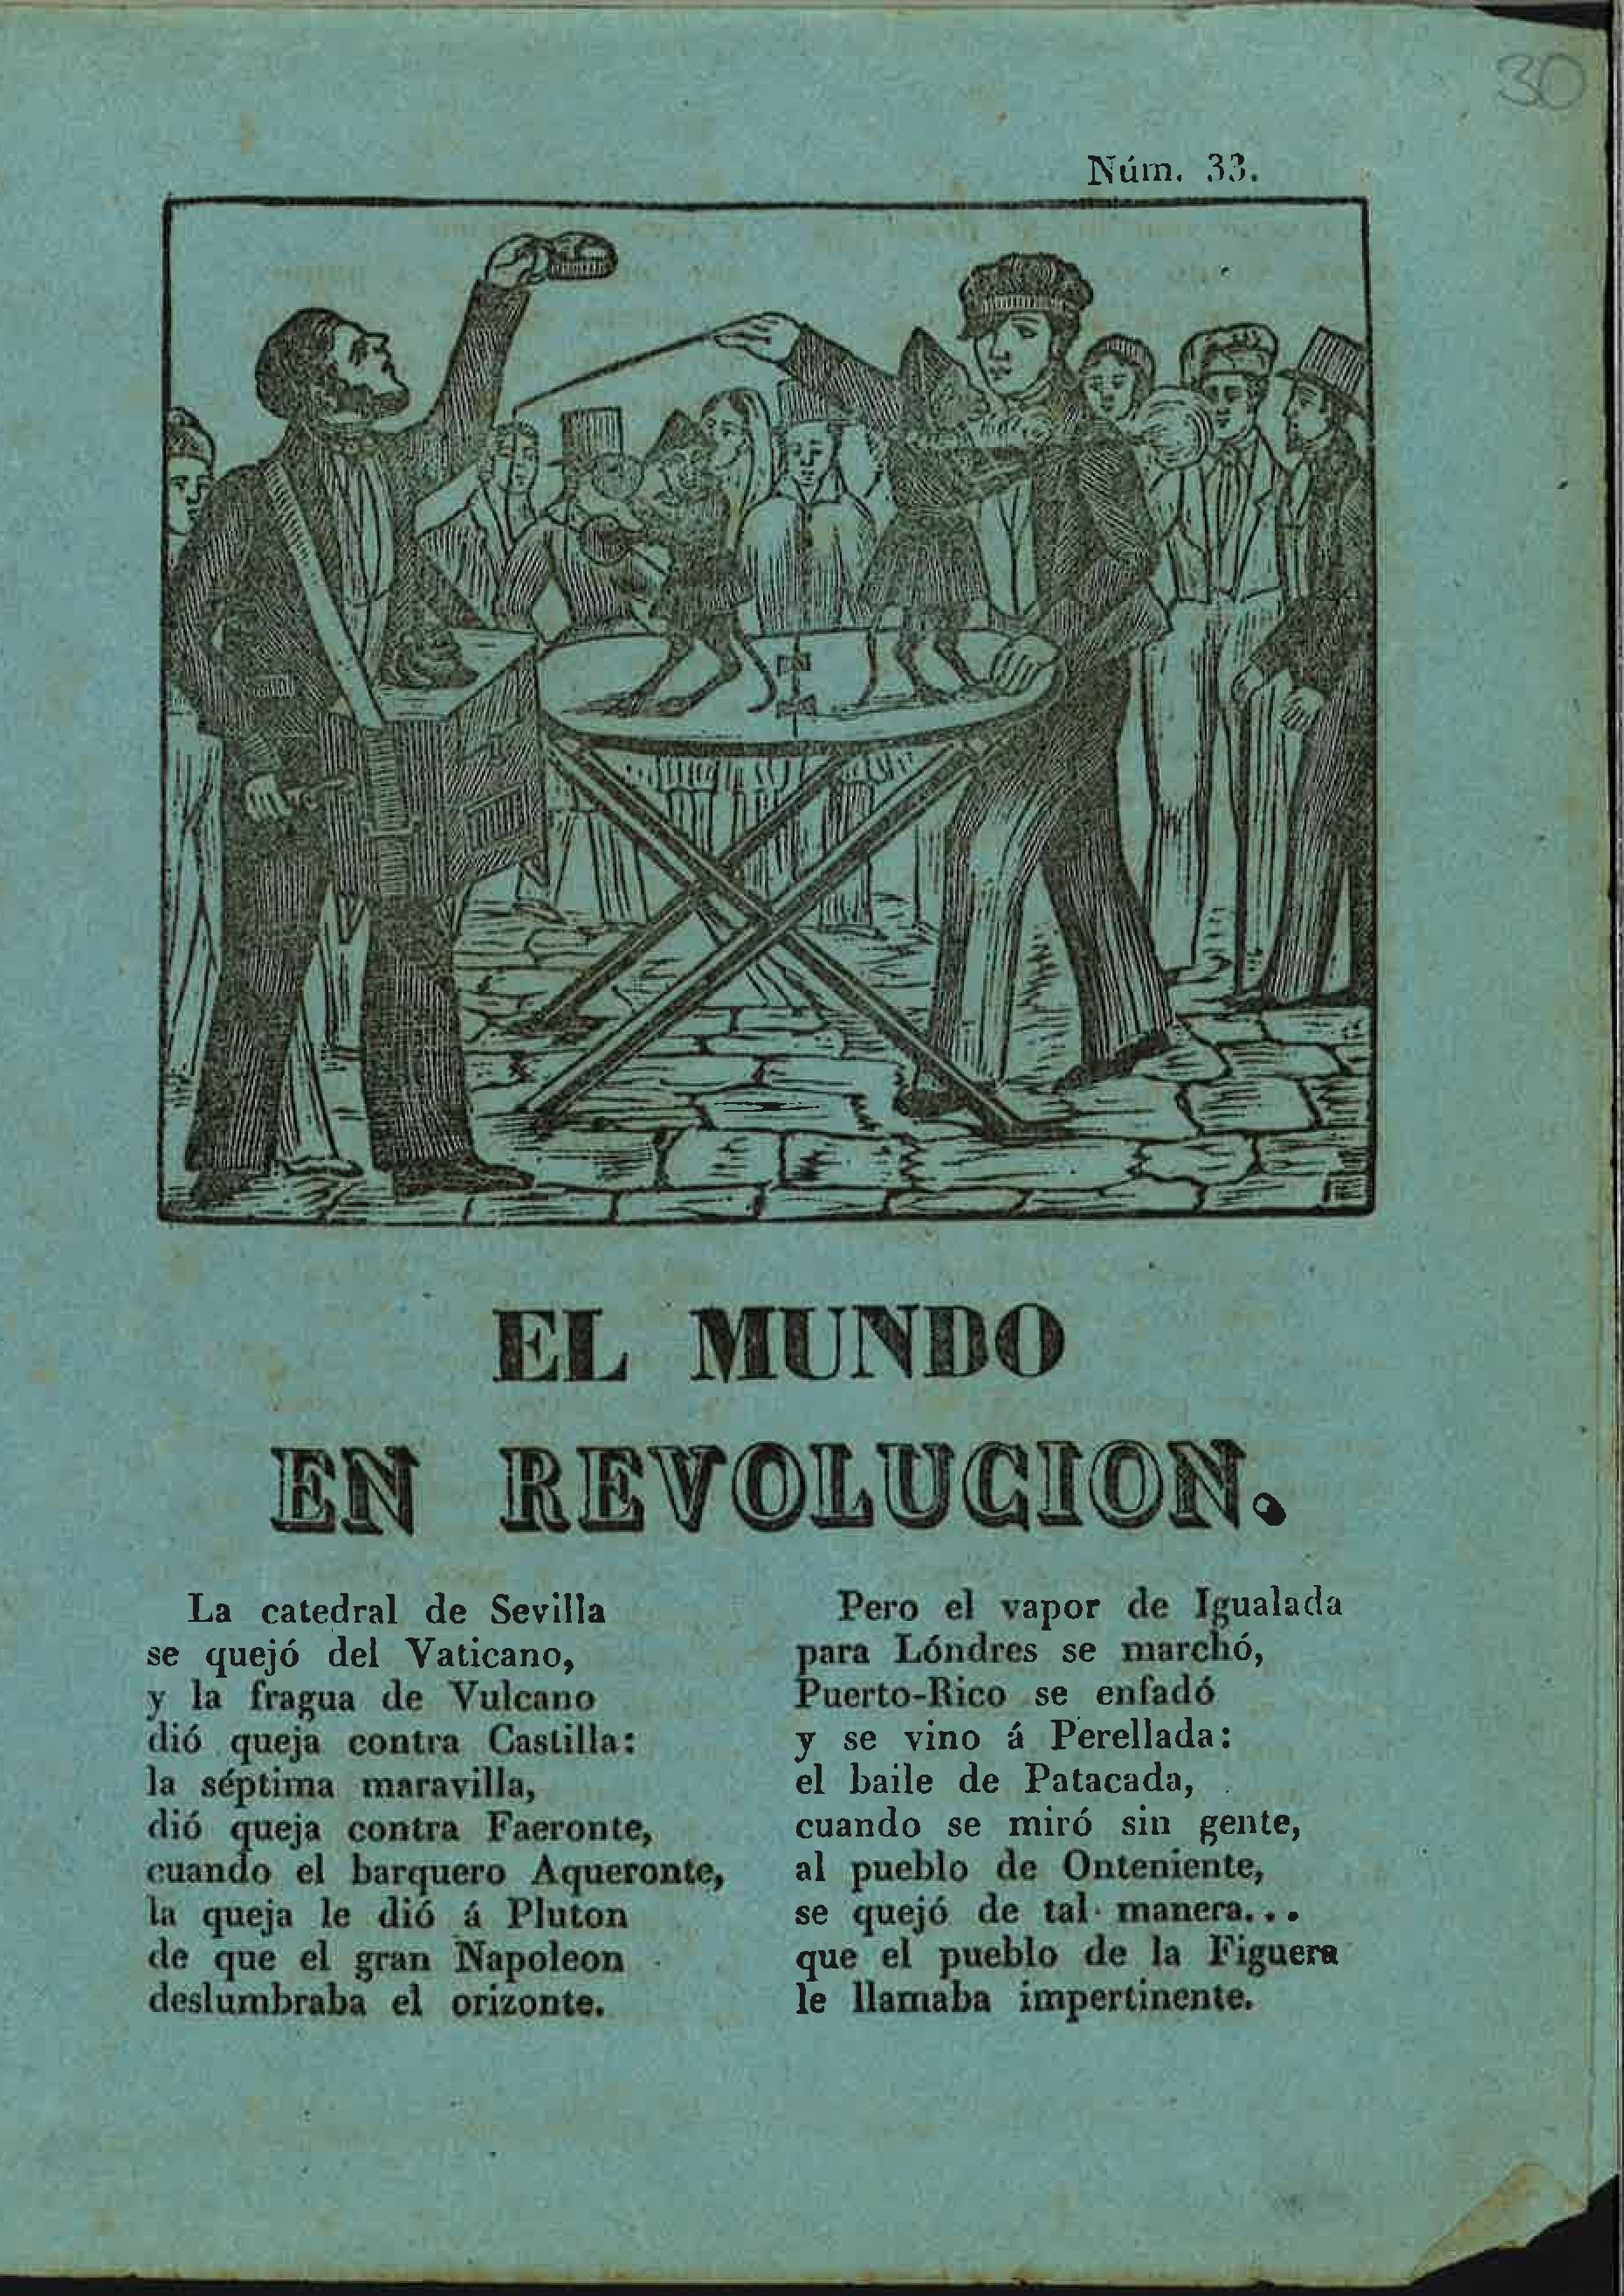 30
Núm. 33.
EL MUNDO
EN REVOLUCION.
La catedral de Sevilla
se quejó del Vaticano,
y la fragua de Vulcano
dió queja contra Castilla:
la séptima maravilla,
dió queja contra Faeronte,
cuando el barquero Aqueronte,
la queja le dió á Pluton
de que el gran Napoleon
deslumbraba el orizonte.
Pero el vapor de Igualada
para Lóndres se marchó,
Puerto-Rico se enfadó
y se vino á Perellada:
el baile de Patacada,
cuando se miró sin gente,
al pueblo de Onteniente,
se quejó de tal manera...
que el pueblo de la Figuera
le llamaba impertinente.